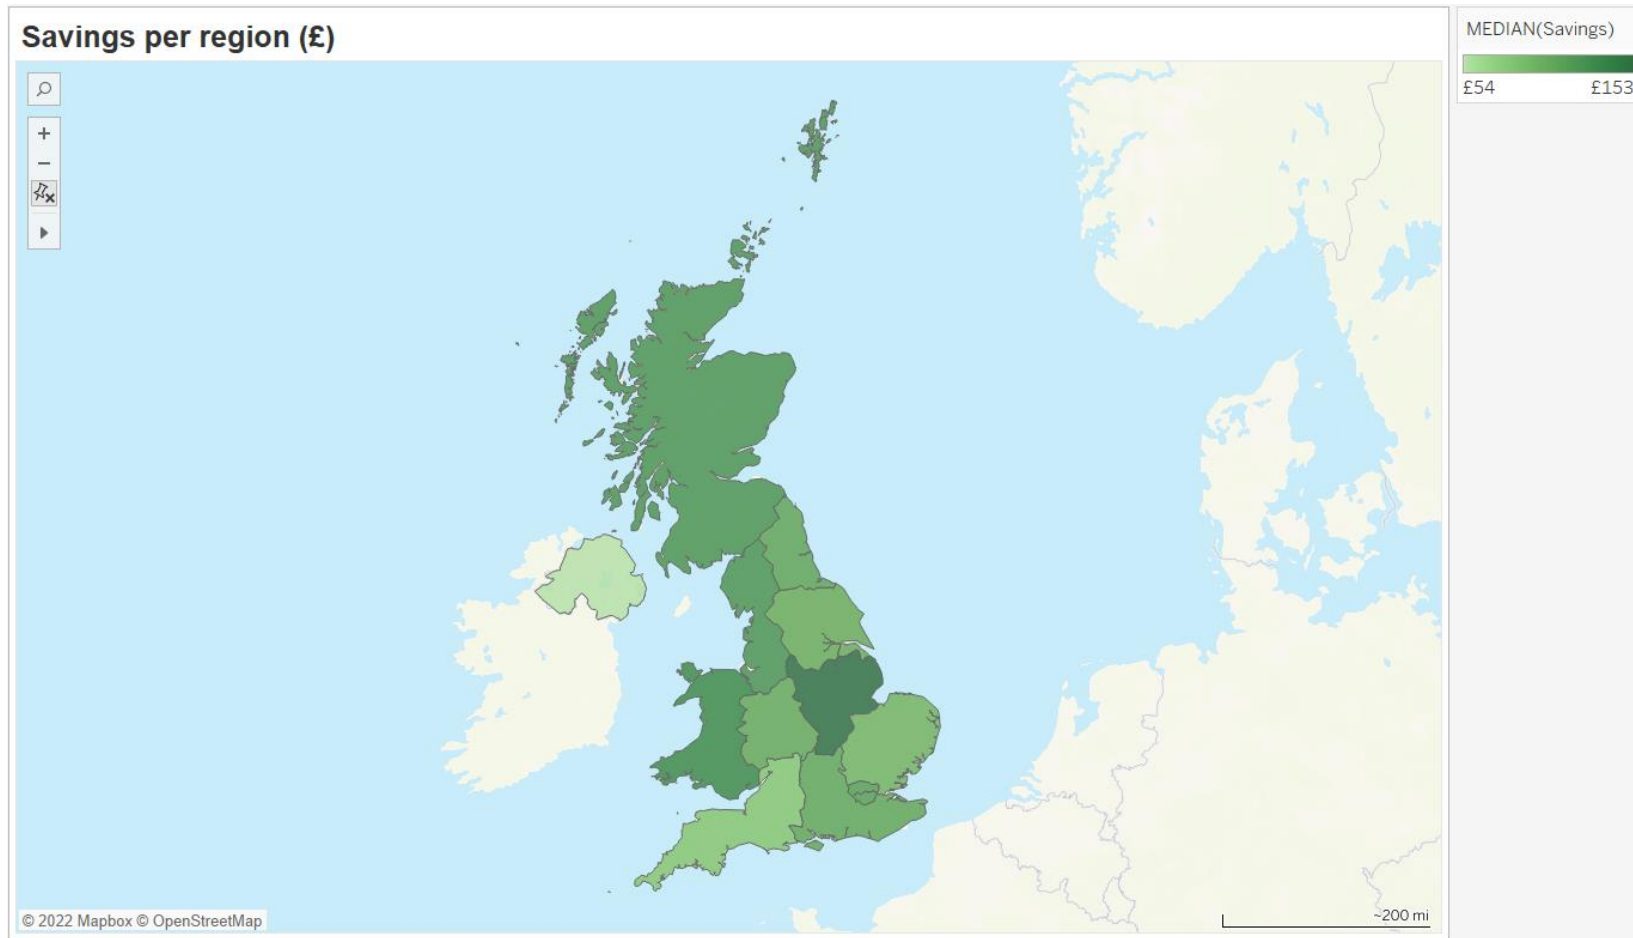 Savings per region (£)
MEDIAN(Savings)
£54 £153
© 2022 Mapbox © OpenStreetMap
~200 mi